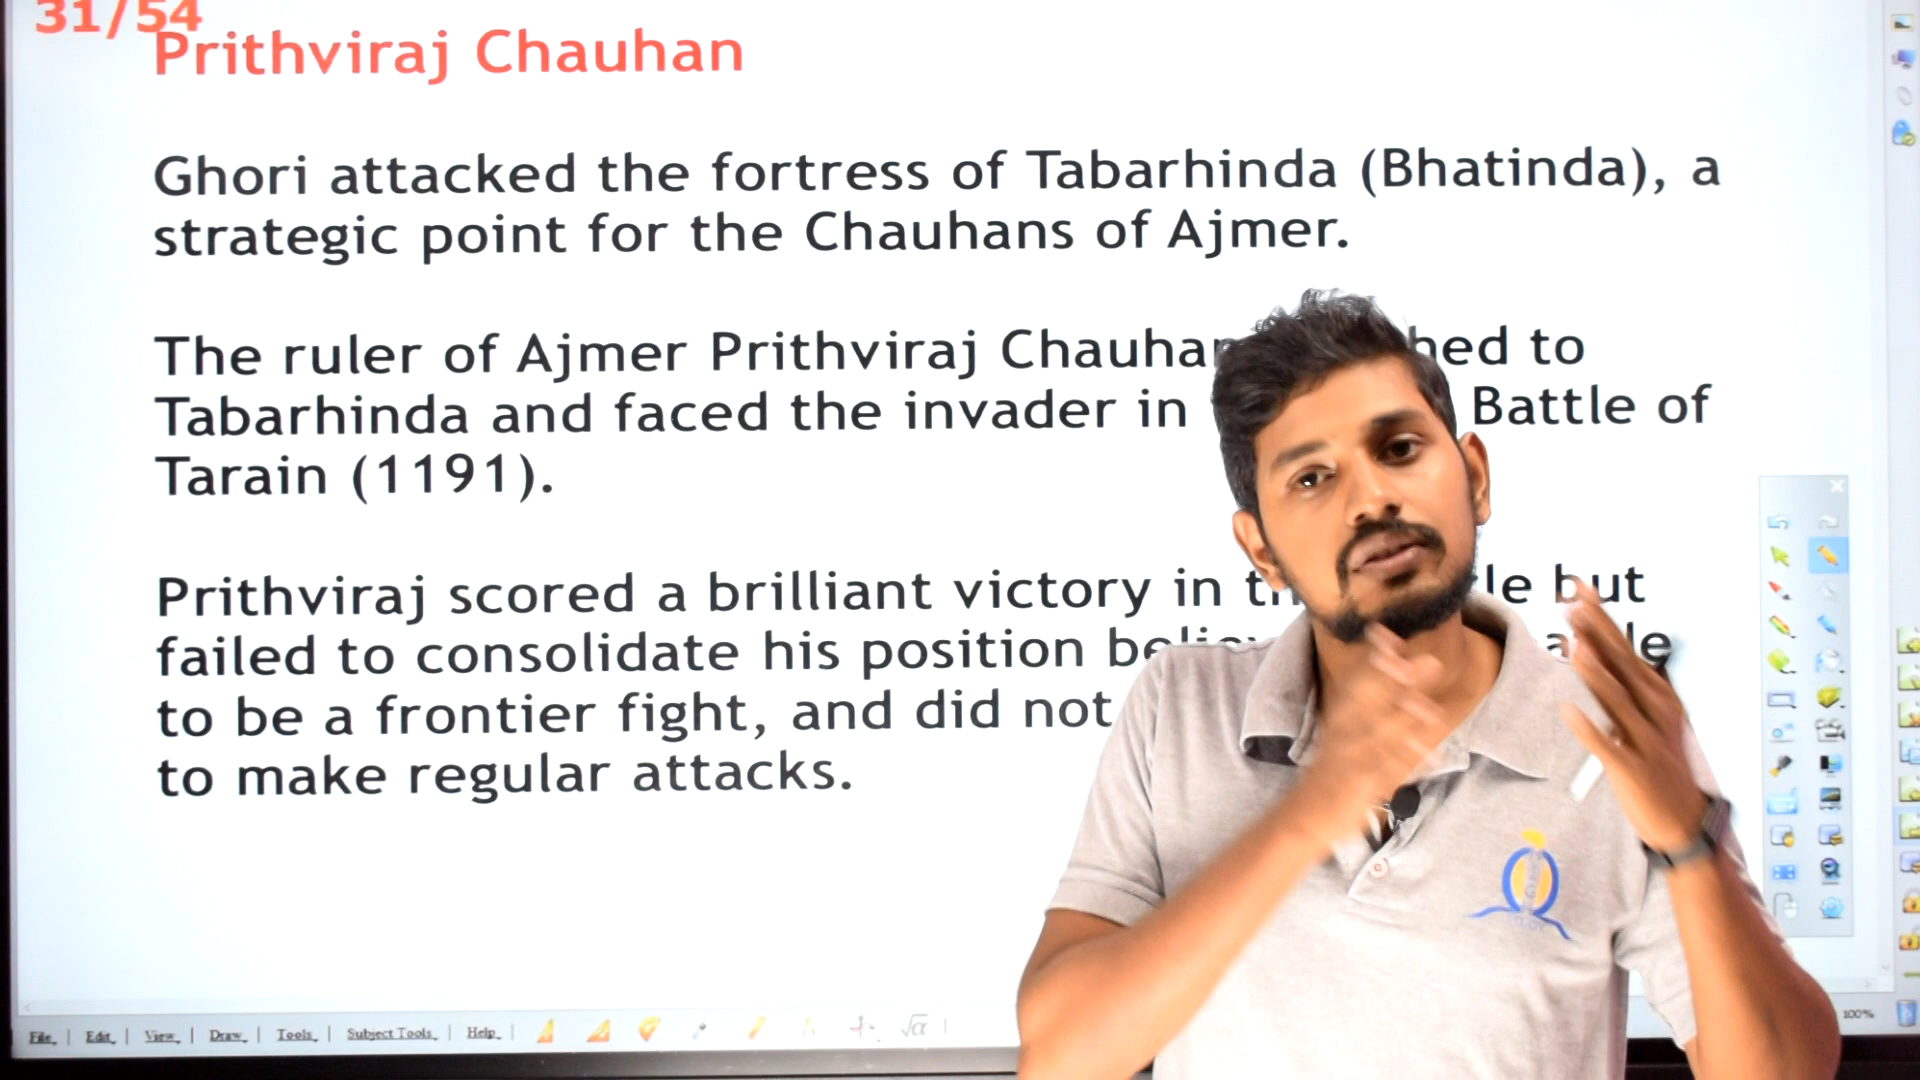 31/54
Prithviraj Chauhan
Ghori attacked the fortress of Tabarhinda (Bhatinda), a
strategic point for the Chauhans of Ajmer.
The ruler of Ajmer Prithviraj to
Tabarhinda and faced the invader in Battle of
Tarain (1191).
Prithviraj scored a brilliant victory in but
failed to consolidate his position
to be a frontier fight, and did not
to make regular attacks.
File Edit View Draw Tools Subject Tools Help
√α
100%